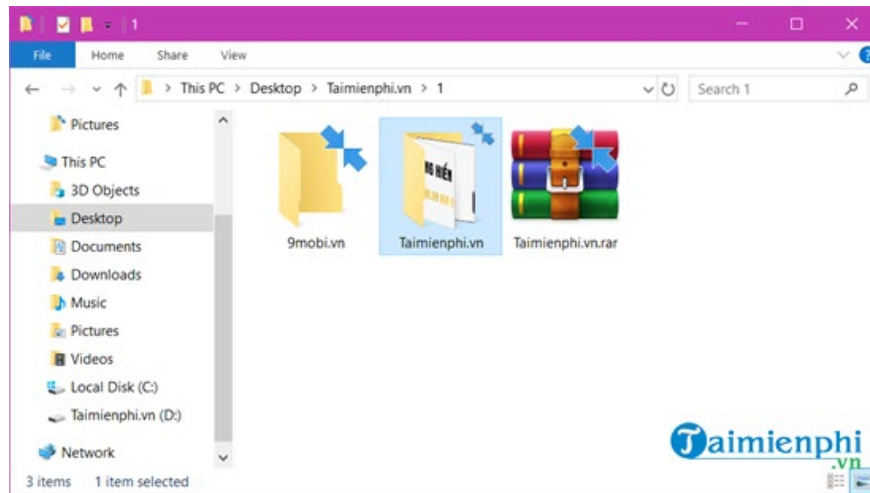 1
File Home Share View
This PC > Desktop > Taimienphi.vn > 1
Search 1
Pictures
This PC
3D Objects
Desktop
Documents
Downloads
Music
Pictures
Videos
Local Disk (C:)
Taimienphi.vn (D:)
Network
NG HIẾN
9mobi.vn
Taimienphi.vn
Taimienphi.vn.rar
3 items 1 item selected
Taimienphi
.vn